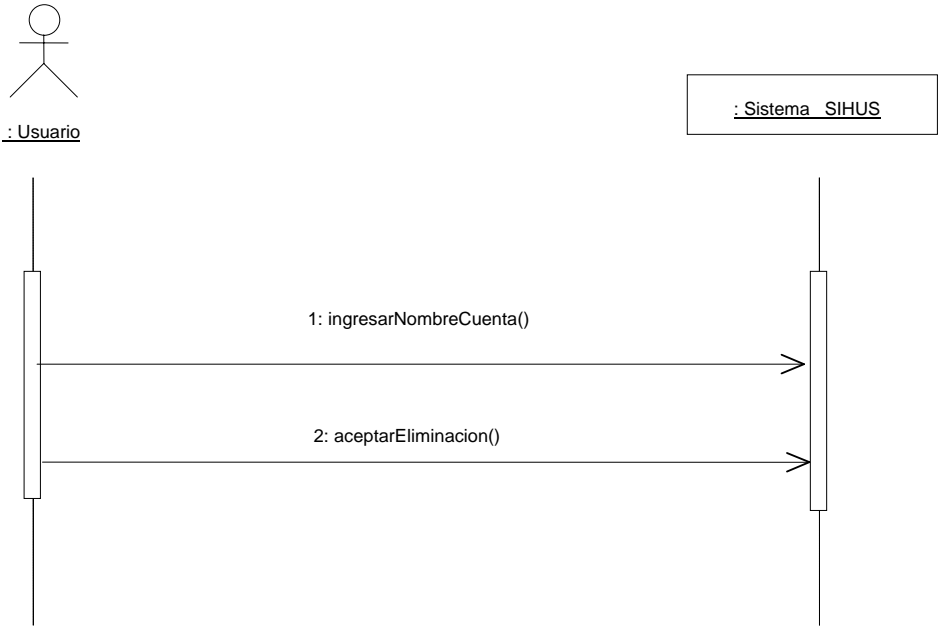 : Usuario
: Sistema SIHUS
1: ingresarNombreCuenta()
2: aceptarEliminacion()